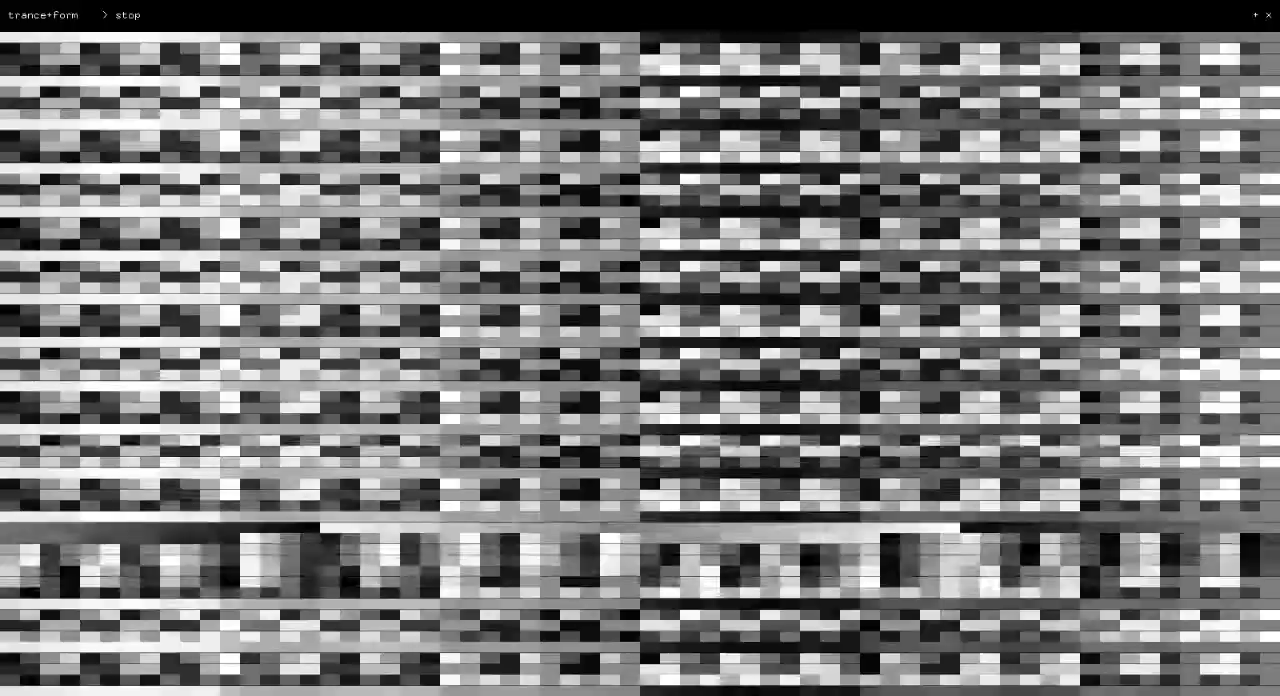 trance+form > stop + ×